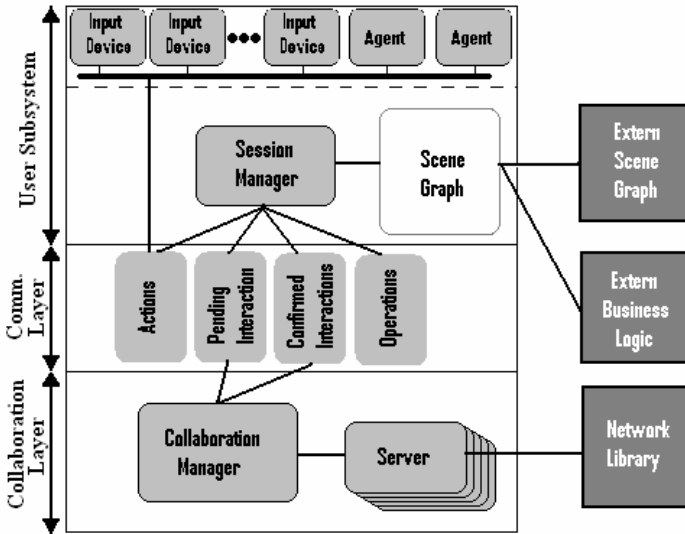 Input
Device
Input
Device
Input
Device
Agent
Agent
User Subsystem
Session
Manager
Scene
Graph
Extern
Scene
Graph
Comm.
Layer
Actions
Pending
Interaction
Confirmed
Interactions
Operations
Extern
Business
Logic
Collaboration
Layer
Collaboration
Manager
Server
Network
Library